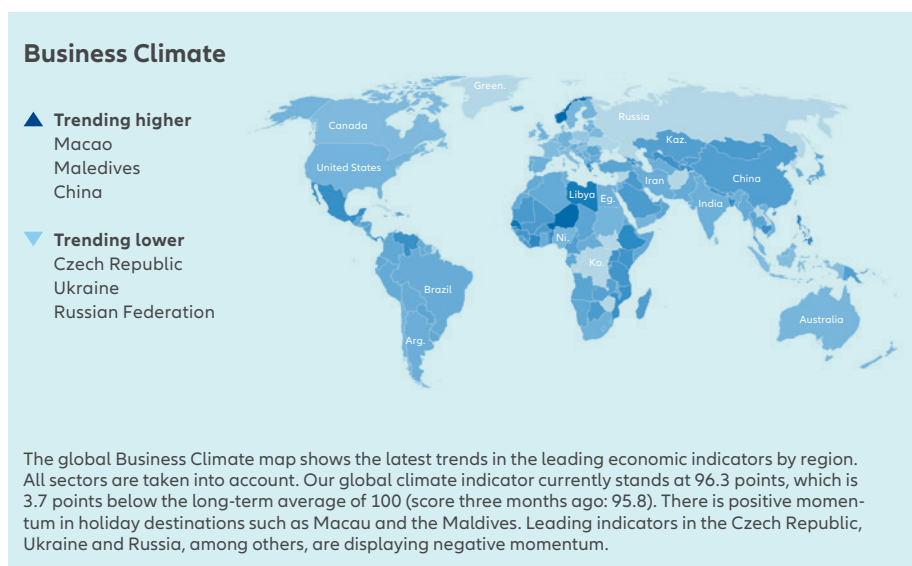 Business Climate
Trending higher
Macao
Maledives
China
Trending lower
Czech Republic
Ukraine
Russian Federation
Green.
Canada
Russia
United States
Kaz.
China
Iran
Libya
Eg.
India
Ni.
Ko.
Brazil
Australia
Arg.
The global Business Climate map shows the latest trends in the leading economic indicators by region.
All sectors are taken into account. Our global climate indicator currently stands at 96.3 points, which is
3.7 points below the long-term average of 100 (score three months ago: 95.8). There is positive momen-
tum in holiday destinations such as Macau and the Maldives. Leading indicators in the Czech Republic,
Ukraine and Russia, among others, are displaying negative momentum.